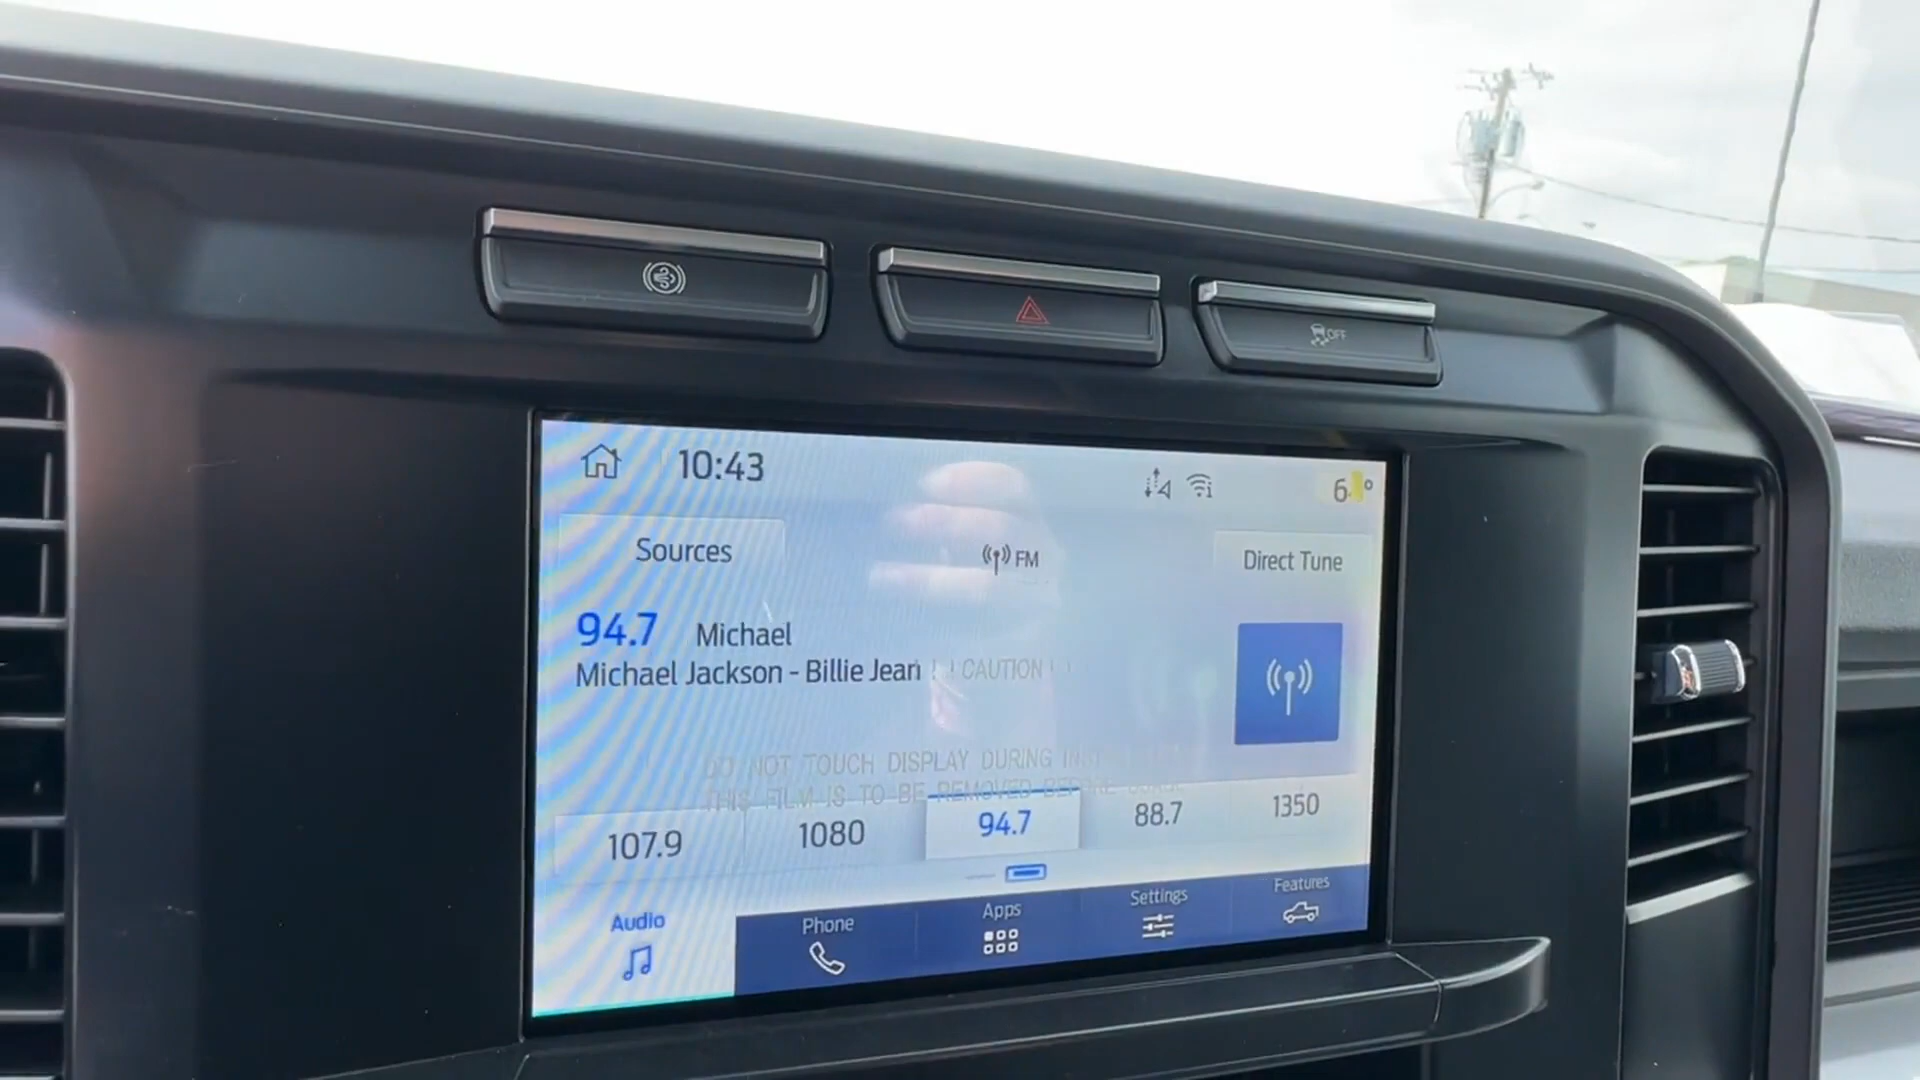 OFF
10:43
Sources
FM
Direct Tune
94.7 Michael
Michael Jackson - Billie Jean
CAUTION
DO NOT TOUCH DISPLAY DURING
THIS FILM IS TO BE REMOVED BEFORE
107.9 1080 94.7 88.7 1350
Audio Phone Apps Settings Features